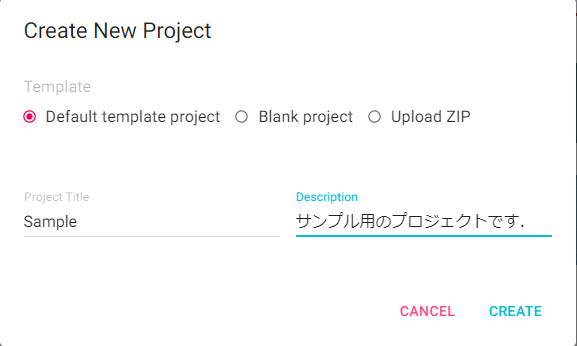 Create New Project
Template
Default template project Blank project Upload ZIP
Project Title Description
Sample サンプル用のプロジェクトです.
CANCEL CREATE